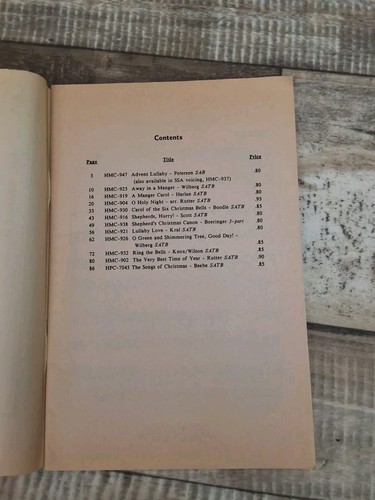 Contents
Page Title Price
3 HMC-947 Advent Lullaby – Peterson SAB .80
(also available in SSA voicing, HMC-937)
10 HMC-925 Away in a Manger – Wilberg SATB .80
16 HMC-919 A Manger Carol – Harlan SATB .80
20 HMC-904 O Holy Night – arr. Rutter SATB .95
33 HMC-930 Carol of the Six Christmas Bells – Boodle SATB .85
43 HMC-916 Shepherds, Hurry! – Scott SATB .80
49 HMC-938 Shepherd's Christmas Canon – Boeringer 3-part .80
56 HMC-921 Lullaby Love – Kral SATB .80
62 HMC-926 O Green and Shimmering Tree, Good Day! –
Wilberg SATB .85
72 HMC-932 Ring the Bells – Knox/Wilson SATB .85
80 HMC-902 The Very Best Time of Year – Rutter SATB .90
86 HPC-7045 The Songs of Christmas – Beebe SATB .85